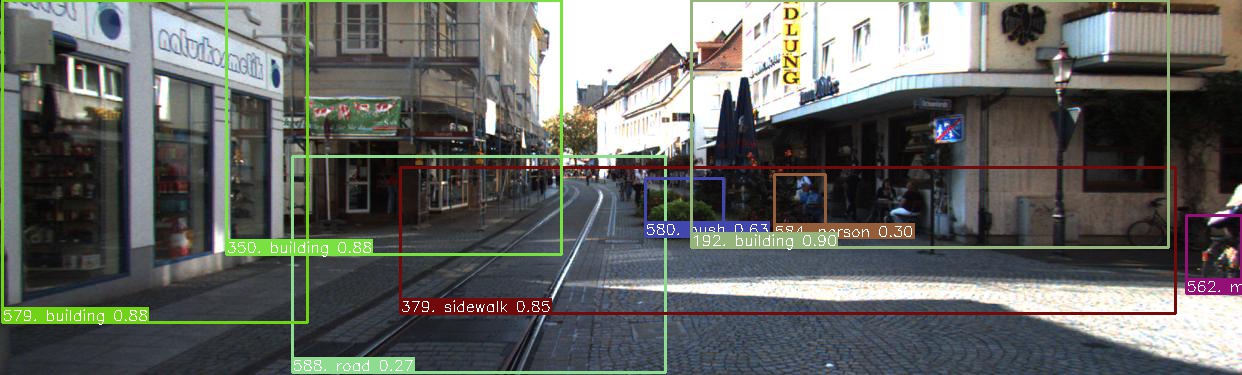 naturkosmetik
DLUNG
579. building 0.88
350. building 0.88
588. road 0.27
379. sidewalk 0.85
580. bush 0.63
584. person 0.30
192. building 0.90
562. m